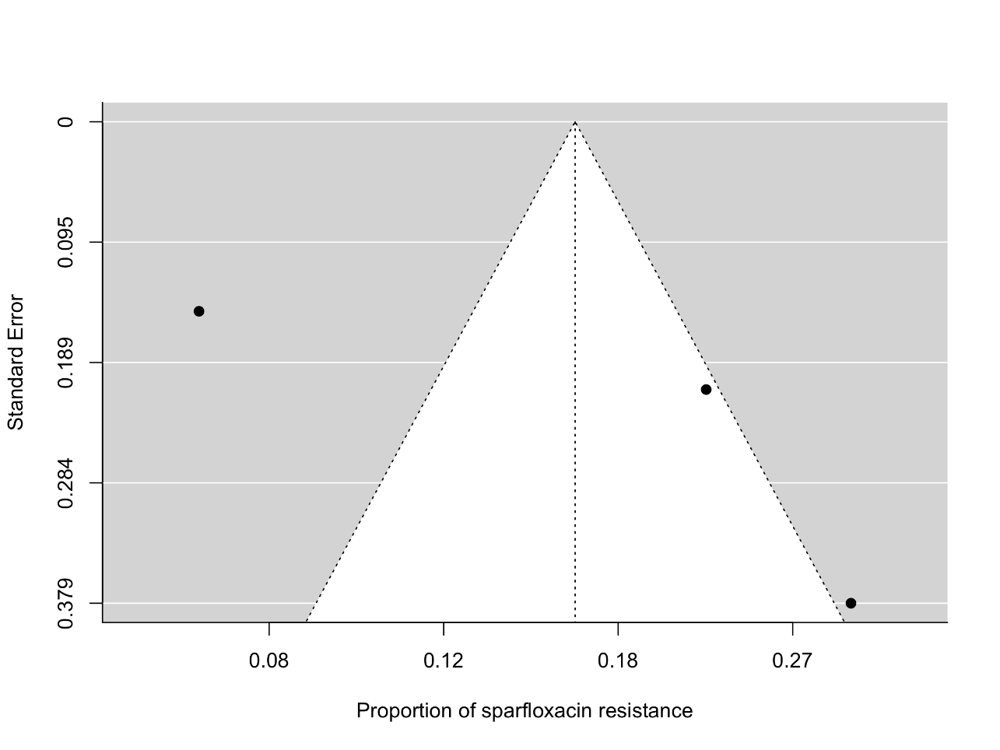 0
0.095
0.189
0.284
0.379
Standard Error
0.08 0.12 0.18 0.27
Proportion of sparfloxacin resistance